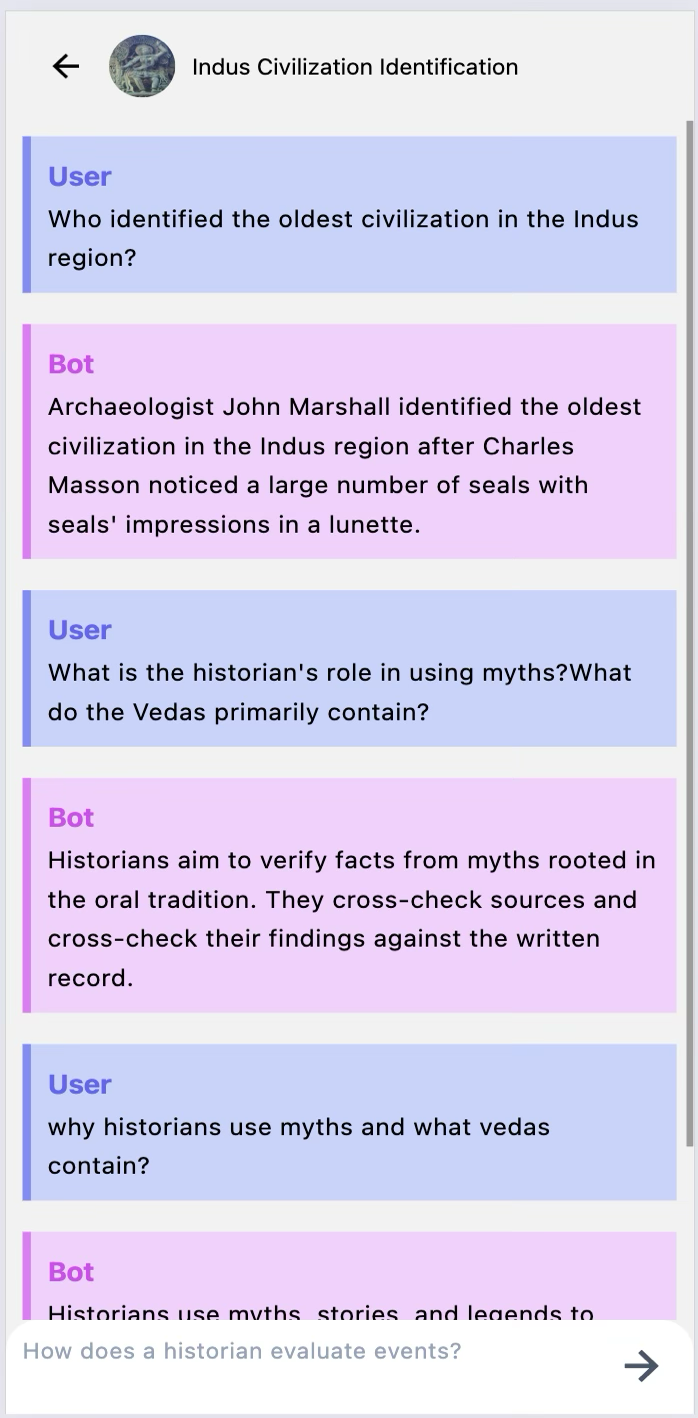 Indus Civilization Identification
User
Who identified the oldest civilization in the Indus
region?
Bot
Archaeologist John Marshall identified the oldest
civilization in the Indus region after Charles
Masson noticed a large number of seals with
seals' impressions in a lunette.
User
What is the historian's role in using myths?What
do the Vedas primarily contain?
Bot
Historians aim to verify facts from myths rooted in
the oral tradition. They cross-check sources and
cross-check their findings against the written
record.
User
why historians use myths and what vedas
contain?
Bot
Historians use myths, stories, and legends to
How does a historian evaluate events?